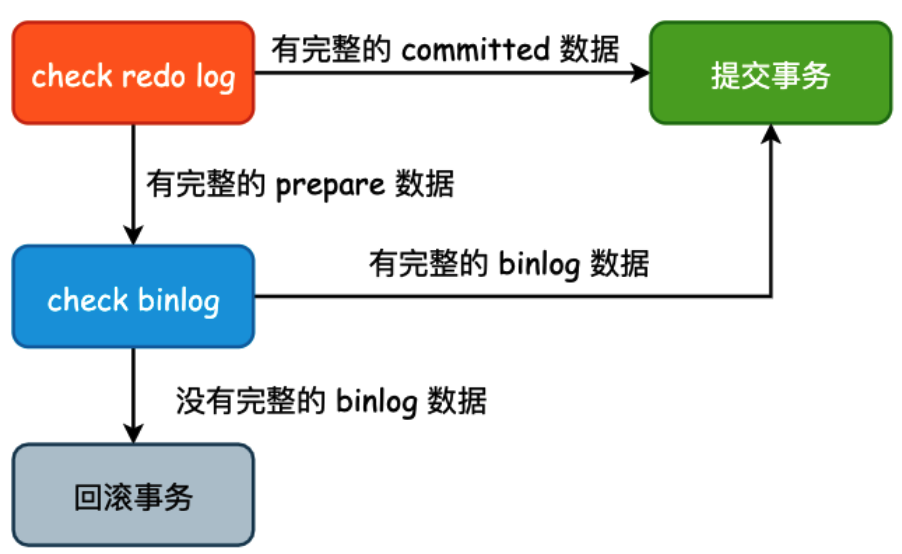 check redo log
有完整的 committed 数据
提交事务
有完整的 prepare 数据
check binlog
有完整的 binlog 数据
没有完整的 binlog 数据
回滚事务